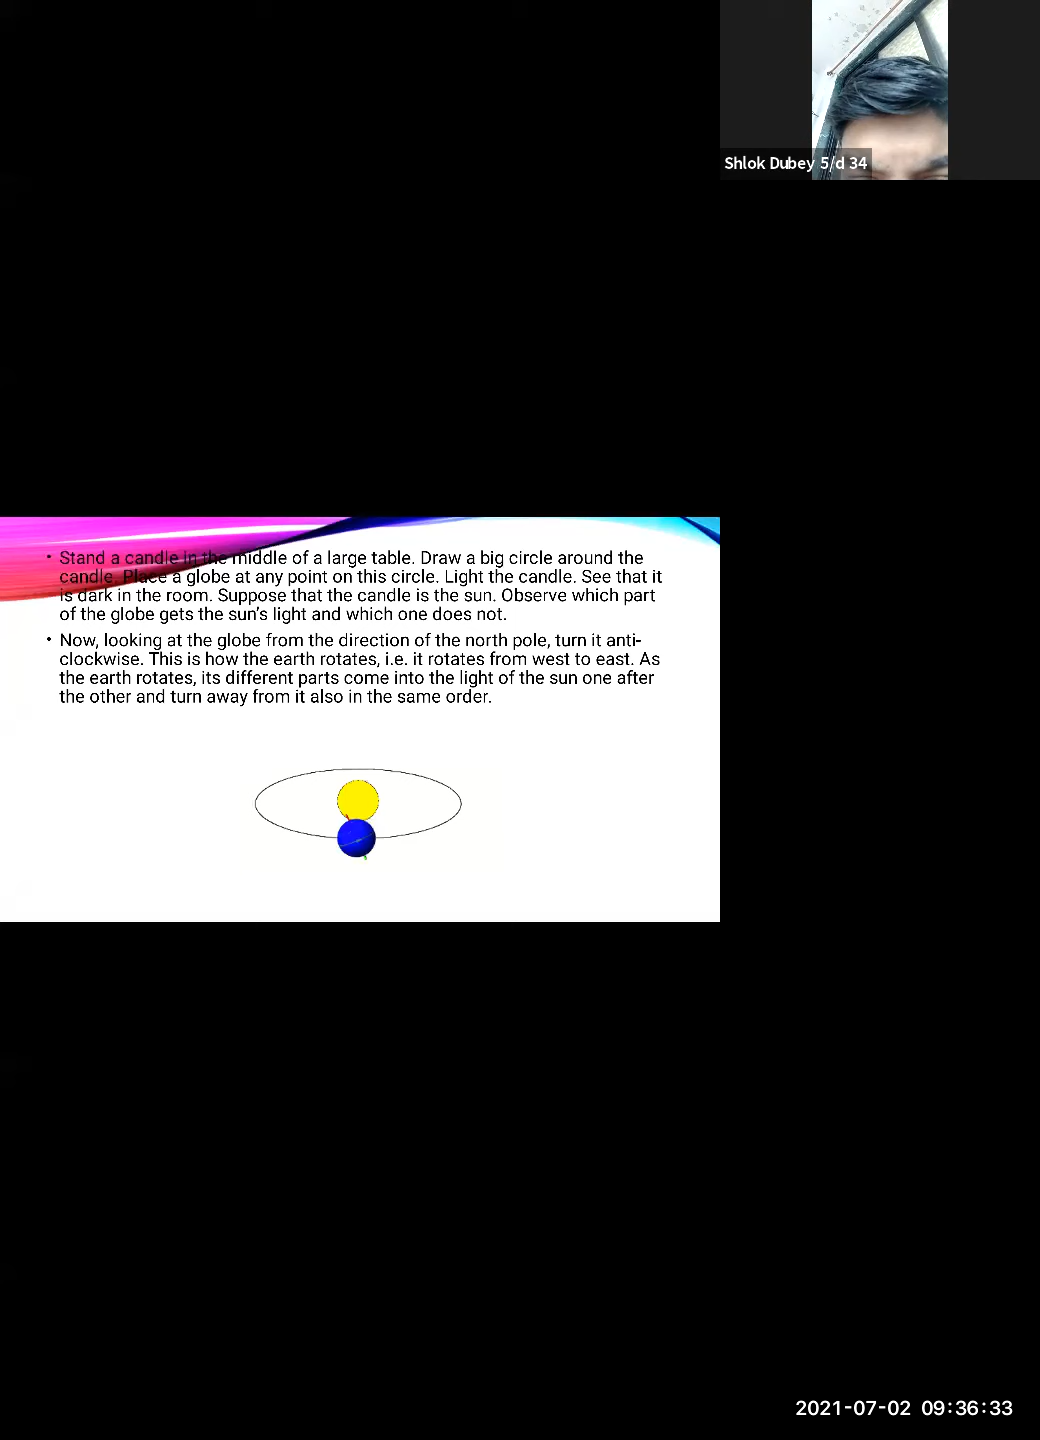 Shlok Dubey 5/d 34
• Stand a candle in the middle of a large table. Draw a big circle around the
candle. Place a globe at any point on this circle. Light the candle. See that it
is dark in the room. Suppose that the candle is the sun. Observe which part
of the globe gets the sun's light and which one does not.
• Now, looking at the globe from the direction of the north pole, turn it anti-
clockwise. This is how the earth rotates, i.e. it rotates from west to east. As
the earth rotates, its different parts come into the light of the sun one after
the other and turn away from it also in the same order.
2021-07-02 09:36:33